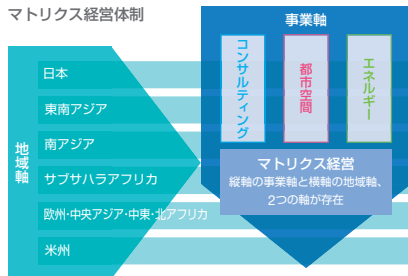 マトリクス経営体制
事業軸
コンサルティング
都市空間
エネルギー
地域軸
日本
東南アジア
南アジア
サブサハラアフリカ
欧州・中央アジア・中東・北アフリカ
米州
マトリクス経営
縦軸の事業軸と横軸の地域軸、
2つの軸が存在